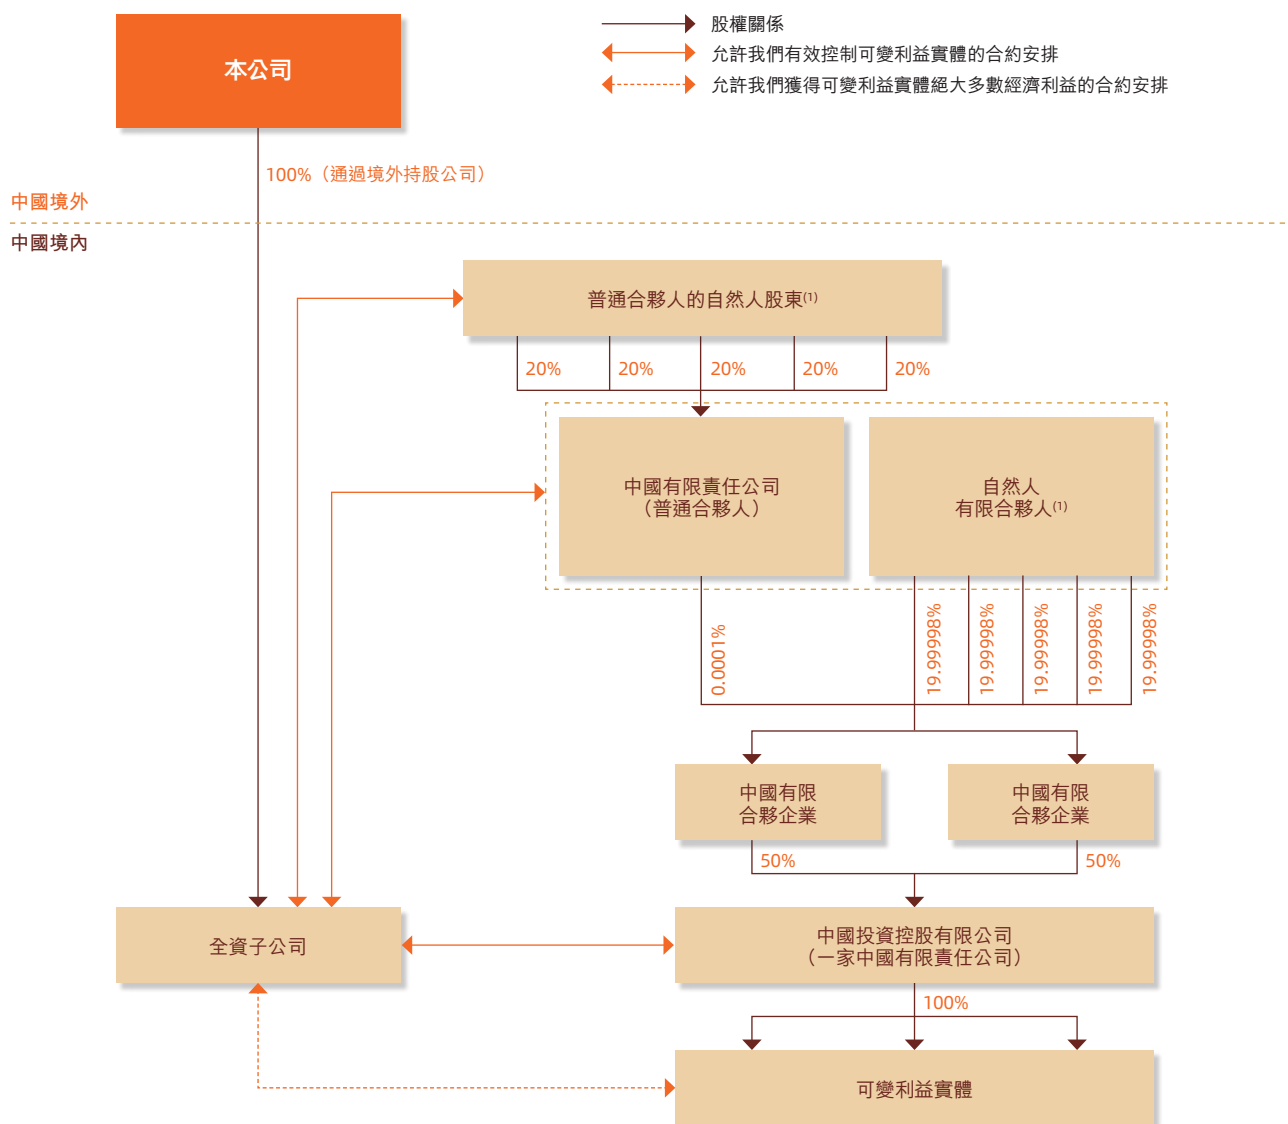 本公司
股權關係
允許我們有效控制可變利益實體的合約安排
允許我們獲得可變利益實體絕大多數經濟利益的合約安排
100%（通過境外持股公司）
中國境外
中國境內
普通合夥人的自然人股東(1)
20%
20%
20%
20%
20%
中國有限責任公司
（普通合夥人）
自然人
有限合夥人(1)
0.0001%
19.99998%
19.99998%
19.99998%
19.99998%
19.99998%
中國有限
合夥企業
中國有限
合夥企業
50%
50%
全資子公司
中國投資控股有限公司
（一家中國有限責任公司）
100%
可變利益實體